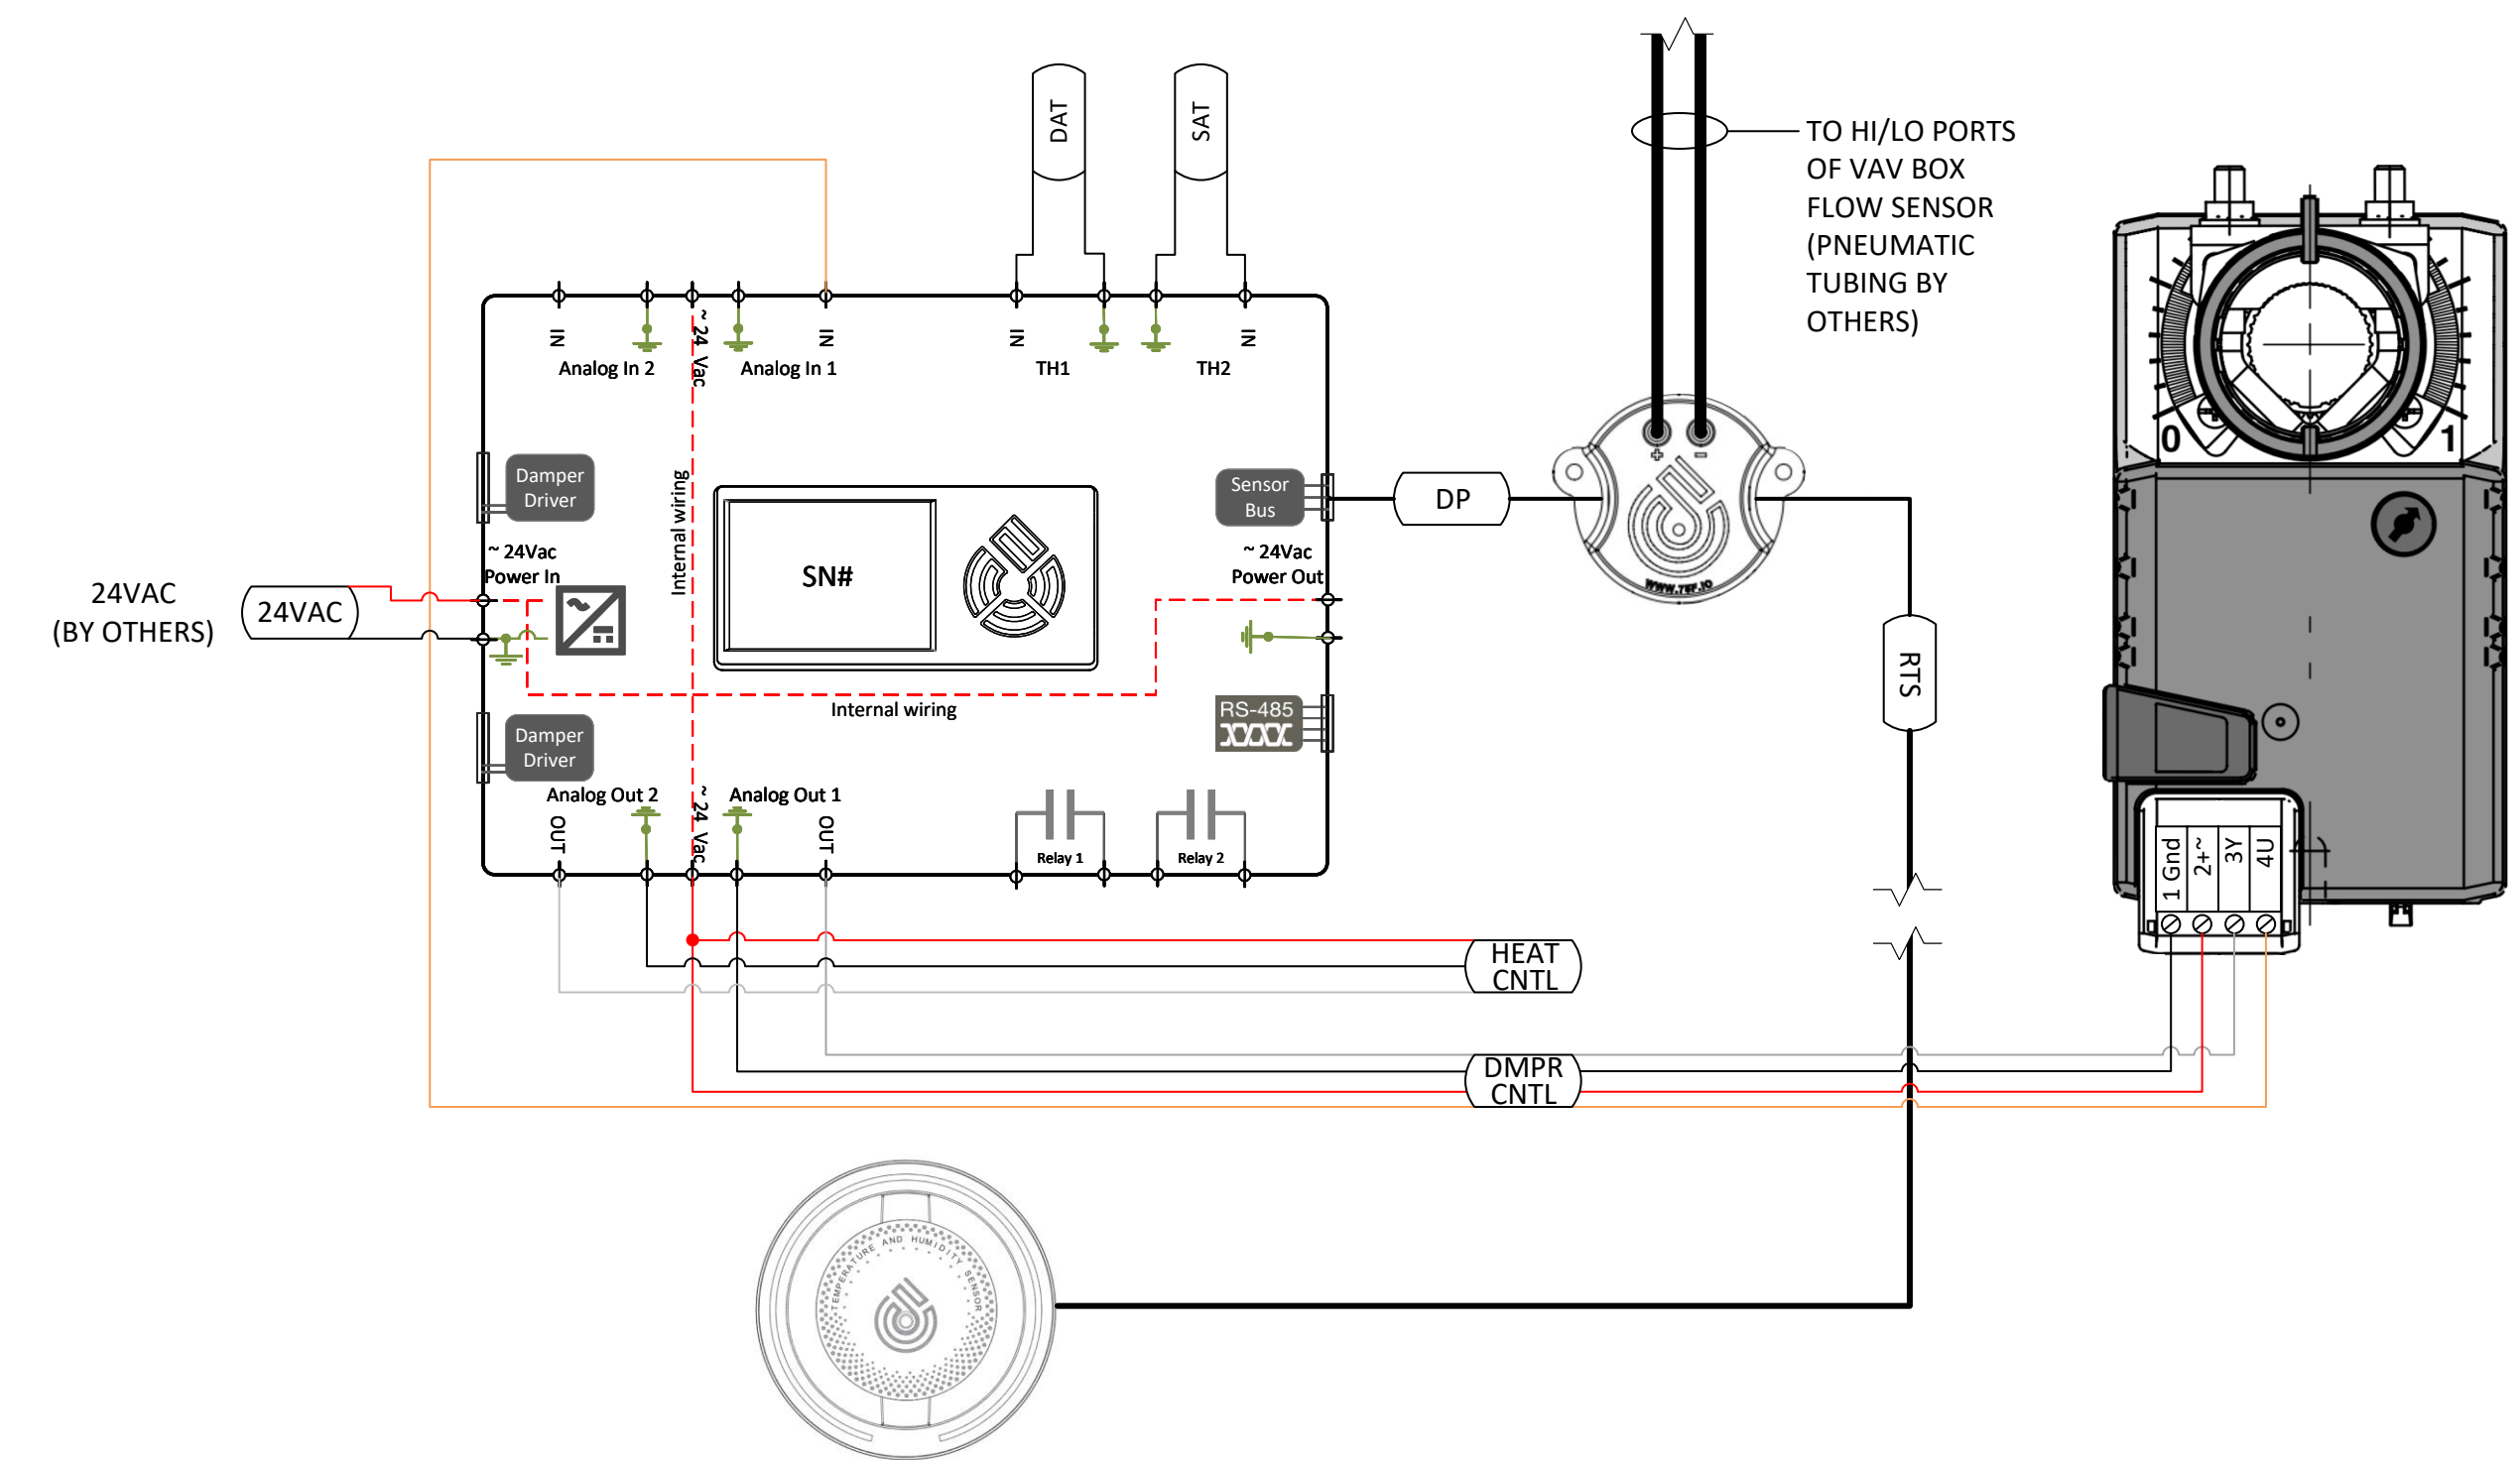 DAT
SAT
TO HI/LO PORTS
OF VAV BOX
FLOW SENSOR
(PNEUMATIC
TUBING BY
OTHERS)
IN
~ 24 Vac
IN
IN
IN
Analog In 2
Analog In 1
TH1
TH2
0
1
+
-
Damper
Driver
Internal wiring
Sensor
Bus
DP
~ 24Vac
Power In
~ 24Vac
Power Out
SN#
WWW.75F.IO
24VAC
(BY OTHERS)
24VAC
RTS
Internal wiring
RS-485
Damper
Driver
Analog Out 2
Analog Out 1
OUT
~ 24 Vac
OUT
Relay 1
Relay 2
1 Gnd
2+~
3Y
4U
HEAT
CNTL
DMPR
CNTL
TEMPERATURE AND HUMIDITY SENSOR